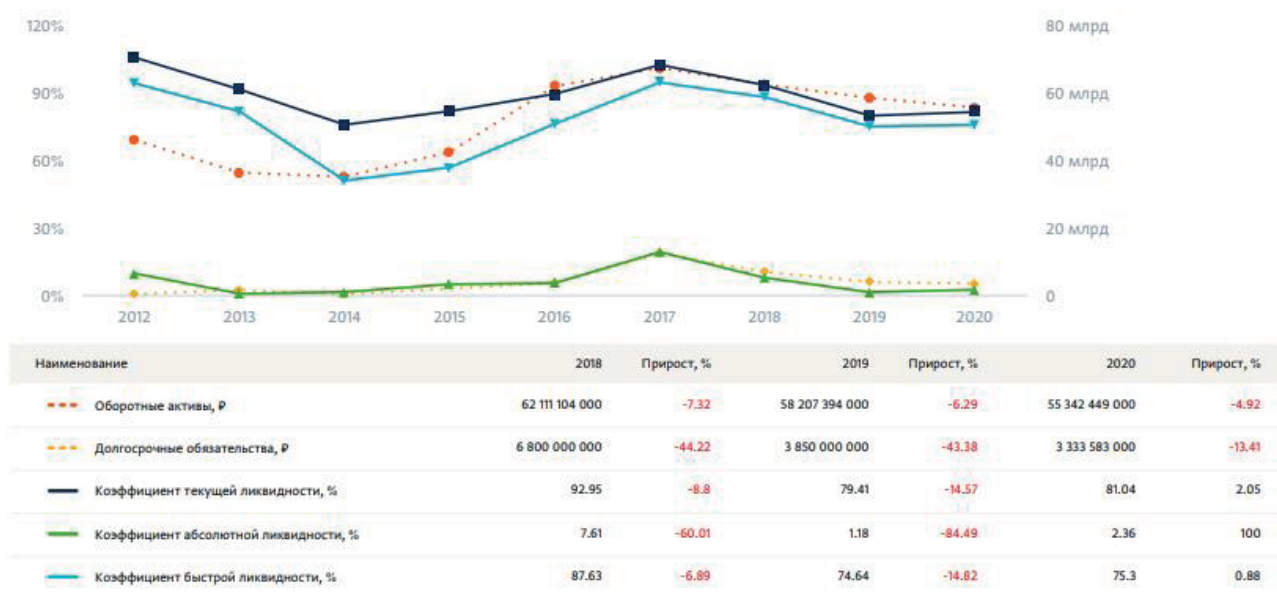 120% 80 млрд
90% 60 млрд
60% 40 млрд
30% 20 млрд
0% 0
2012 2013 2014 2015 2016 2017 2018 2019 2020
Наименование 2018 Прирост, % 2019 Прирост, % 2020 Прирост, %
Оборотные активы, ₽ 62 111 104 000 -7.32 58 207 394 000 -6.29 55 342 449 000 -4.92
Долгосрочные обязательства, ₽ 6 800 000 000 -44.22 3 850 000 000 -43.38 3 333 583 000 -13.41
Коэффициент текущей ликвидности, % 92.95 -8.8 79.41 -14.57 81.04 2.05
Коэффициент абсолютной ликвидности, % 7.61 -60.01 1.18 -84.49 2.36 100
Коэффициент быстрой ликвидности, % 87.63 -6.89 74.64 -14.82 75.3 0.88